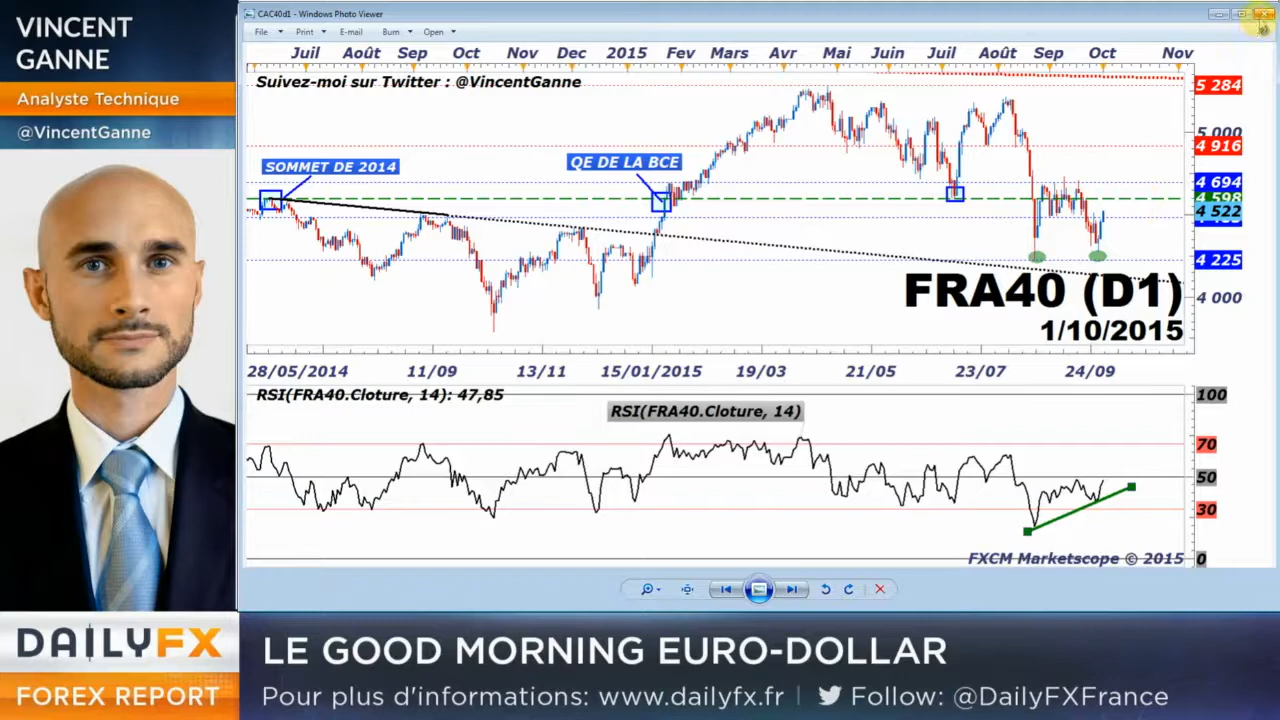 VINCENT
GANNE
Analyste Technique
@VincentGanne
CAC40d1 - Windows Photo Viewer
File Print E-mail Burn Open
Juil Août Sep Oct Nov Dec 2015 Fev Mars Avr Mai Juin Juil Août Sep Oct Nov
Suivez-moi sur Twitter : @VincentGanne
5 284
5 000
4 916
SOMMET DE 2014
QE DE LA BCE
4 694
4 598
4 522
4 225
4 000
FRA40 (D1)
1/10/2015
28/05/2014 11/09 13/11 15/01/2015 19/03 21/05 23/07 24/09
RSI(FRA40.Cloture, 14): 47,85
RSI(FRA40.Cloture, 14)
100
70
50
30
0
FXCM Marketscope © 2015
DAILYFX
FOREX REPORT
LE GOOD MORNING EURO-DOLLAR
Pour plus d'informations: www.dailyfx.fr | Follow: @DailyFXFrance